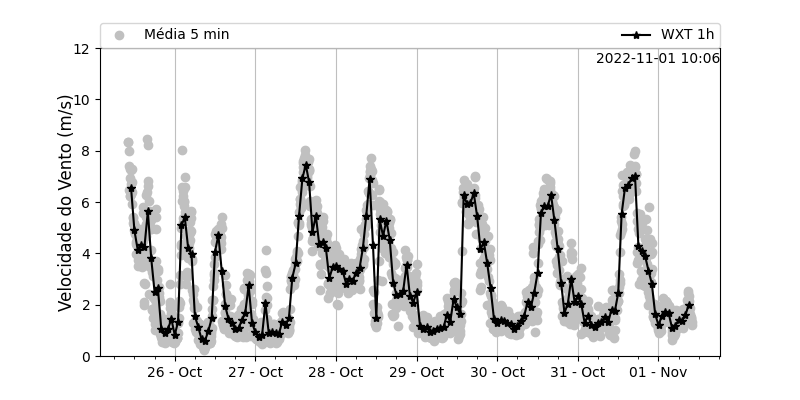 Média 5 min
WXT 1h
2022-11-01 10:06
Velocidade do Vento (m/s)
12
10
8
6
4
2
0
26 - Oct
27 - Oct
28 - Oct
29 - Oct
30 - Oct
31 - Oct
01 - Nov